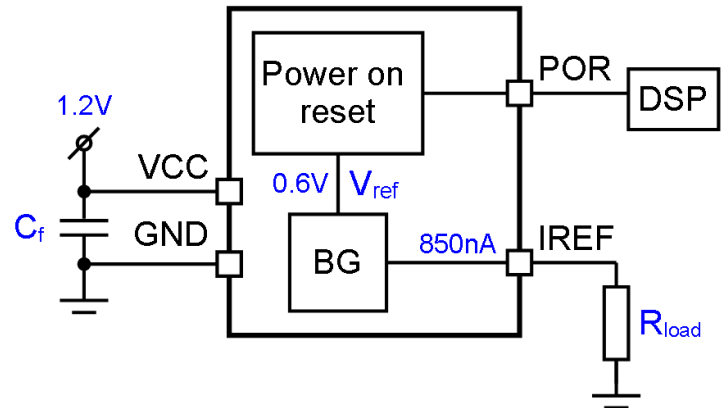 Power on
reset
POR
DSP
1.2V
VCC
0.6V Vref
Cf
GND
BG
850nA
IREF
Rload